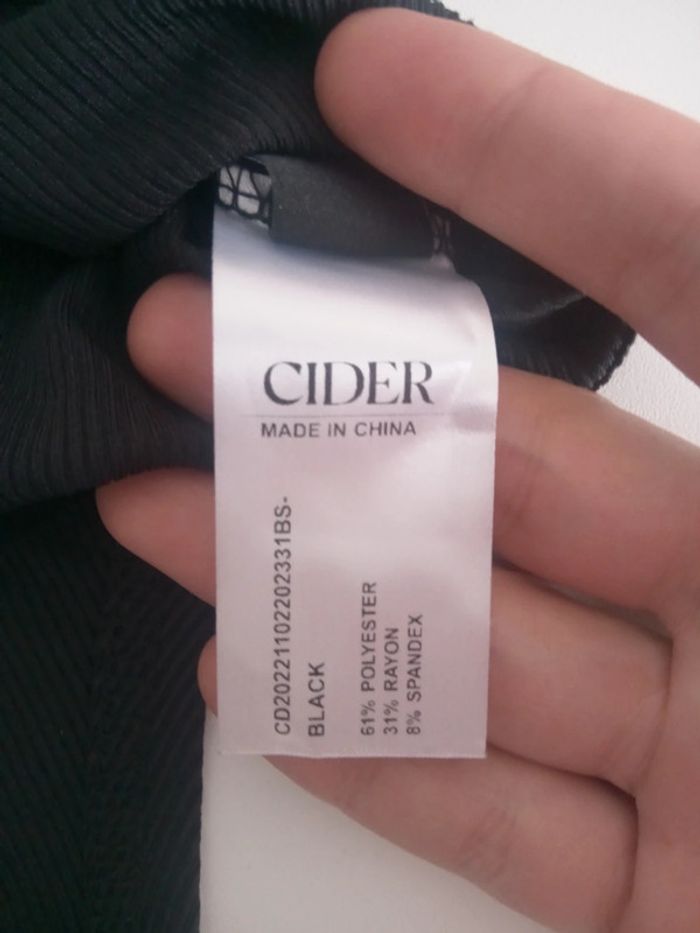 CIDER
MADE IN CHINA
CD20221102202331BS-
BLACK
61% POLYESTER
31% RAYON
8% SPANDEX